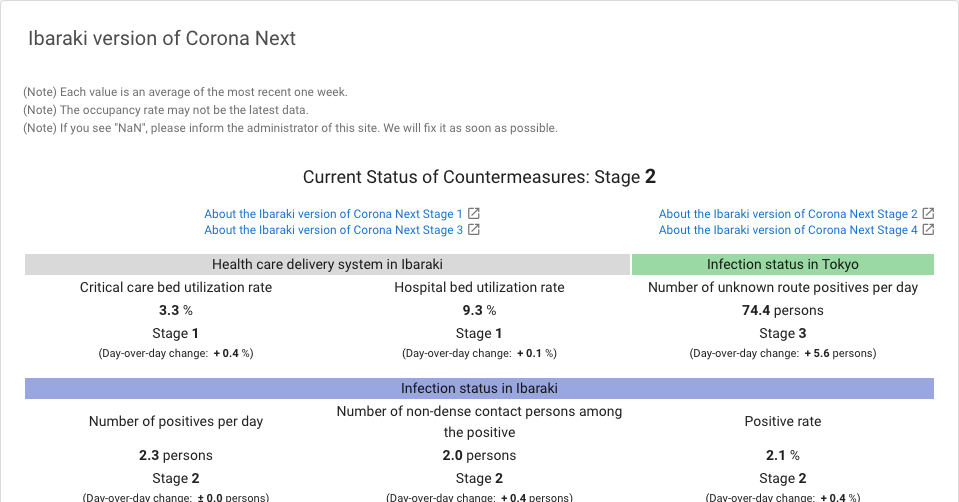 Ibaraki version of Corona Next
(Note) Each value is an average of the most recent one week.
(Note) The occupancy rate may not be the latest data.
(Note) If you see "NaN", please inform the administrator of this site. We will fix it as soon as possible.
Current Status of Countermeasures: Stage 2
About the Ibaraki version of Corona Next Stage 1
About the Ibaraki version of Corona Next Stage 2
About the Ibaraki version of Corona Next Stage 3
About the Ibaraki version of Corona Next Stage 4
Health care delivery system in Ibaraki
Infection status in Tokyo
Critical care bed utilization rate
3.3 %
Stage 1
(Day-over-day change: + 0.4 %)
Hospital bed utilization rate
9.3 %
Stage 1
(Day-over-day change: + 0.1 %)
Number of unknown route positives per day
74.4 persons
Stage 3
(Day-over-day change: + 5.6 persons)
Infection status in Ibaraki
Number of positives per day
2.3 persons
Stage 2
(Day-over-day change: ± 0.0 persons)
Number of non-dense contact persons among
the positive
2.0 persons
Stage 2
(Day-over-day change: + 0.4 persons)
Positive rate
2.1 %
Stage 2
(Day-over-day change: + 0.4 %)